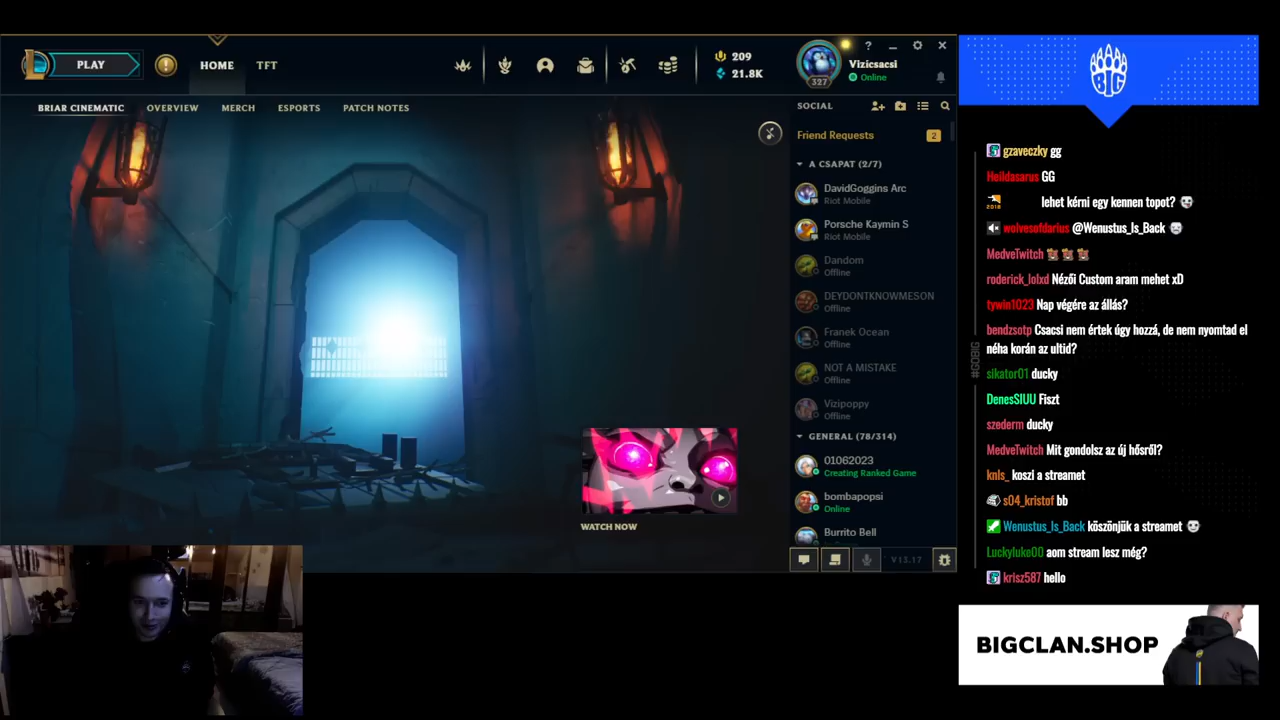 PLAY
HOME
TFT
209
21.8K
327
Vizicsacsi
Online
?
BRIAR CINEMATIC
OVERVIEW
MERCH
ESPORTS
PATCH NOTES
SOCIAL
Friend Requests
2
A CSAPAT (2/7)
DavidGoggins Arc
Riot Mobile
Porsche Kaymin S
Riot Mobile
Dandom
Offline
DEYDONTKNOWMESON
Offline
Franek Ocean
Offline
NOT A MISTAKE
Offline
Vizipoppy
Offline
GENERAL (78/314)
01062023
Creating Ranked Game
bombapopsi
Online
Burrito Bell
WATCH NOW
V13.17
BIG
#GOBIG
gzaveczky gg
Heildasarus GG
2018 lehet kérni egy kennen topot?
wolvesofdarius @Wenustus_Is_Back
MedveTwitch
roderick_lolxd Nézői Custom aram mehet xD
tywin1023 Nap végére az állás?
bendzsotp Csacsi nem értek úgy hozzá, de nem nyomtad el
néha korán az ultid?
sikator01 ducky
DenesSIUU Fiszt
szederm ducky
MedveTwitch Mit gondolsz az új hősről?
knls_ koszi a streamet
s04_kristof bb
Wenustus_Is_Back köszönjük a streamet
Luckyluke00 aom stream lesz még?
krisz587 hello
BIGCLAN.SHOP